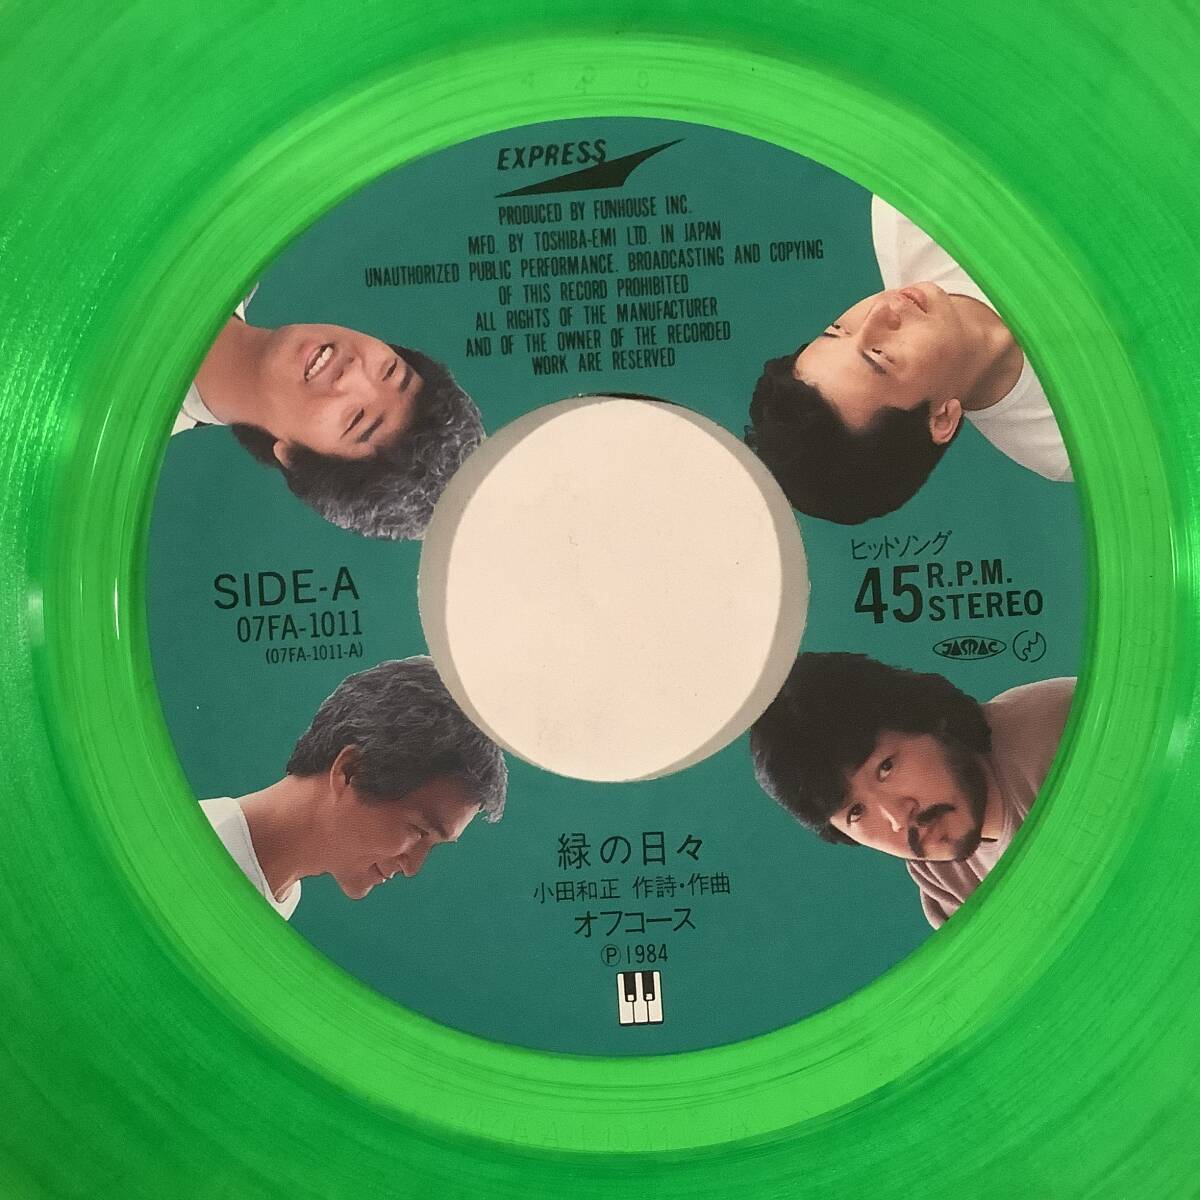 EXPRESS
PRODUCED BY FUNHOUSE INC.
MFD. BY TOSHIBA-EMI LTD. IN JAPAN
UNAUTHORIZED PUBLIC PERFORMANCE. BROADCASTING AND COPYING
OF THIS RECORD PROHIBITED
ALL RIGHTS OF THE MANUFACTURER
AND OF THE OWNER OF THE RECORDED
WORK ARE RESERVED
SIDE-A
07FA-1011
(07FA-1011-A)
ヒットソング
45 R.P.M.
STEREO
JASRAC
緑の日々
小田和正 作詩・作曲
オフコース
Ⓟ1984